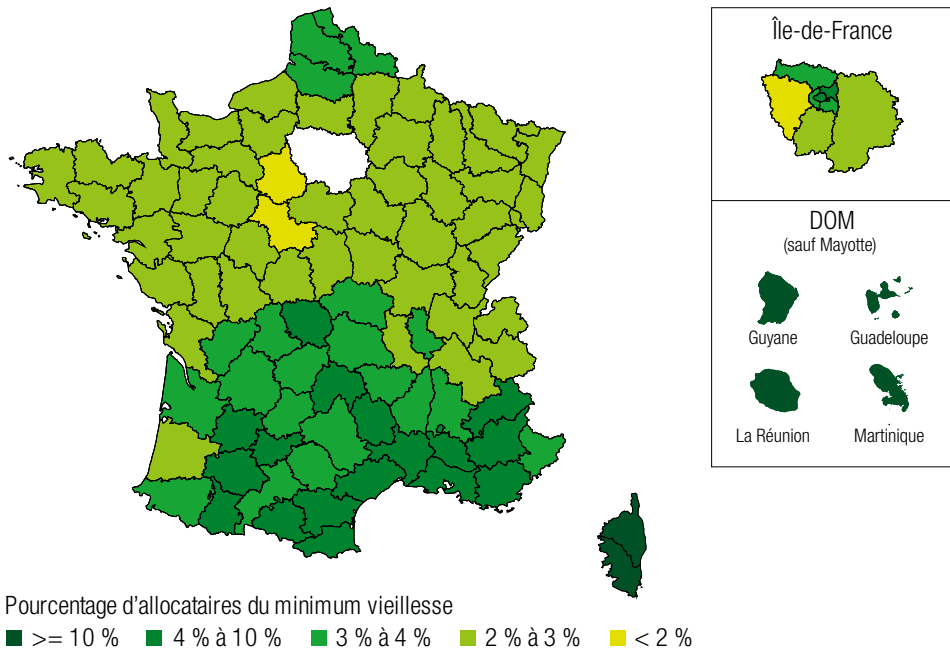 Île-de-France
DOM
(sauf Mayotte)
Guyane
Guadeloupe
La Réunion
Martinique
Pourcentage d’allocataires du minimum vieillesse
>= 10 % 4 % à 10 % 3 % à 4 % 2 % à 3 % < 2 %